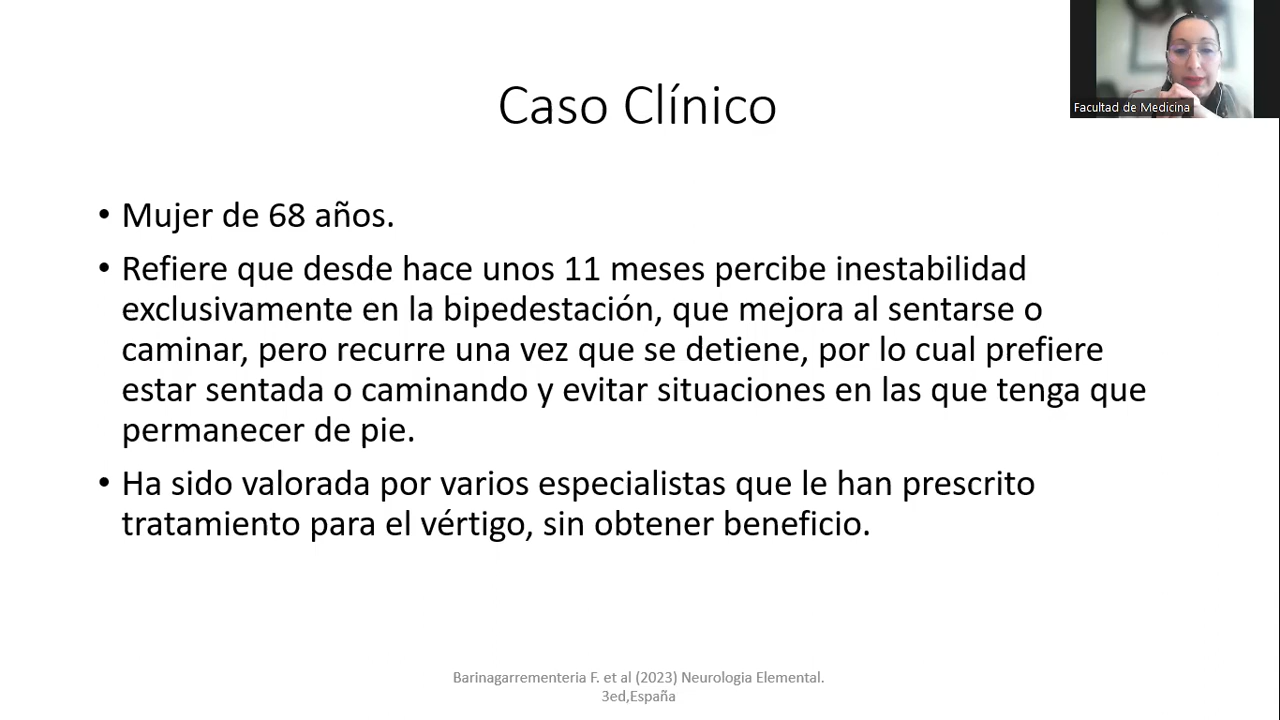 Facultad de Medicina
Caso Clínico
• Mujer de 68 años.
• Refiere que desde hace unos 11 meses percibe inestabilidad
exclusivamente en la bipedestación, que mejora al sentarse o
caminar, pero recurre una vez que se detiene, por lo cual prefiere
estar sentada o caminando y evitar situaciones en las que tenga que
permanecer de pie.
• Ha sido valorada por varios especialistas que le han prescrito
tratamiento para el vértigo, sin obtener beneficio.
Barinagarrementeria F. et al (2023) Neurologia Elemental.
3ed,España